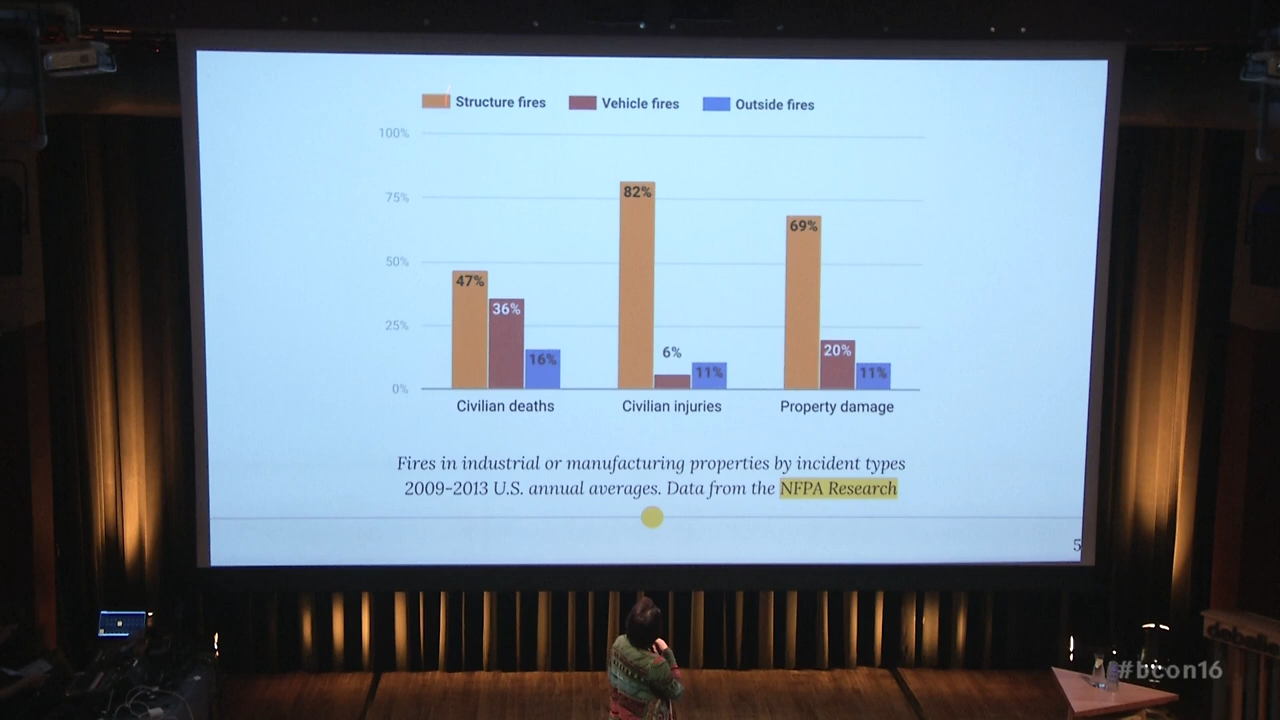 Structure fires Vehicle fires Outside fires
100%
75%
50%
25%
0%
47% 36% 16%
82% 6% 11%
69% 20% 11%
Civilian deaths Civilian injuries Property damage
Fires in industrial or manufacturing properties by incident types
2009-2013 U.S. annual averages. Data from the NFPA Research
5
#bcon16